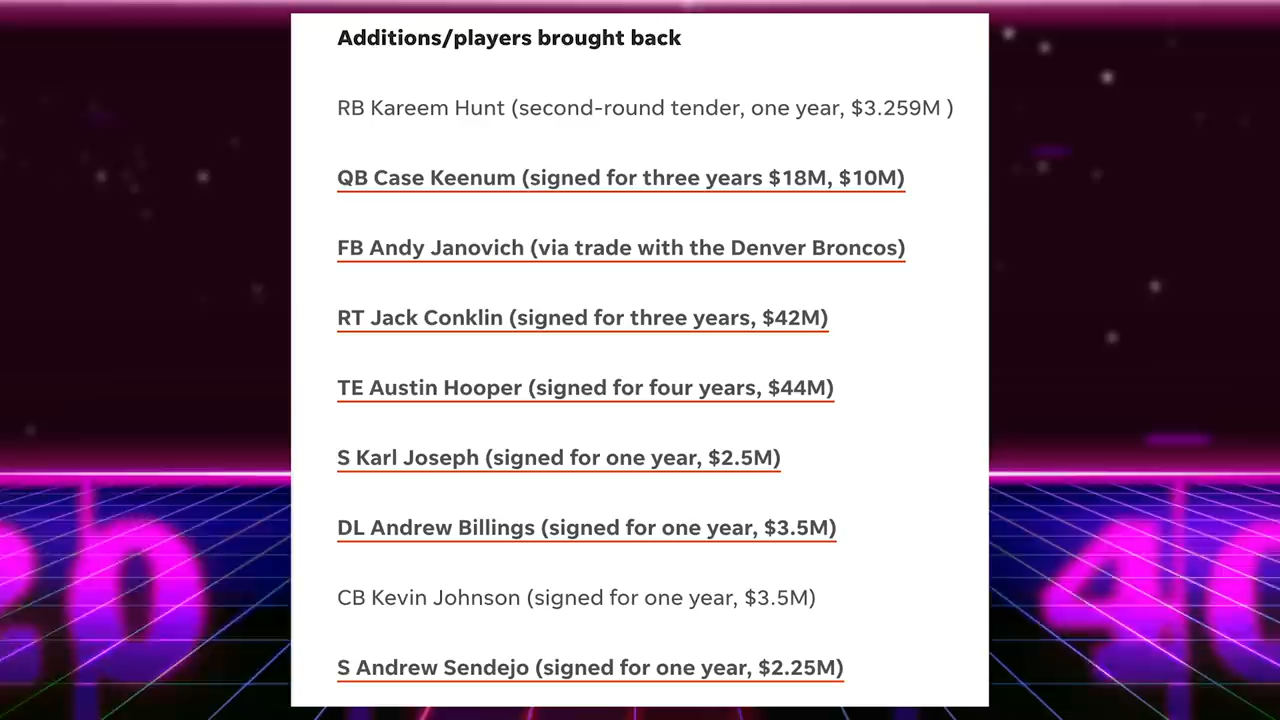 Additions/players brought back
RB Kareem Hunt (second-round tender, one year, $3.259M )
QB Case Keenum (signed for three years $18M, $10M)
FB Andy Janovich (via trade with the Denver Broncos)
RT Jack Conklin (signed for three years, $42M)
TE Austin Hooper (signed for four years, $44M)
S Karl Joseph (signed for one year, $2.5M)
DL Andrew Billings (signed for one year, $3.5M)
CB Kevin Johnson (signed for one year, $3.5M)
S Andrew Sendejo (signed for one year, $2.25M)